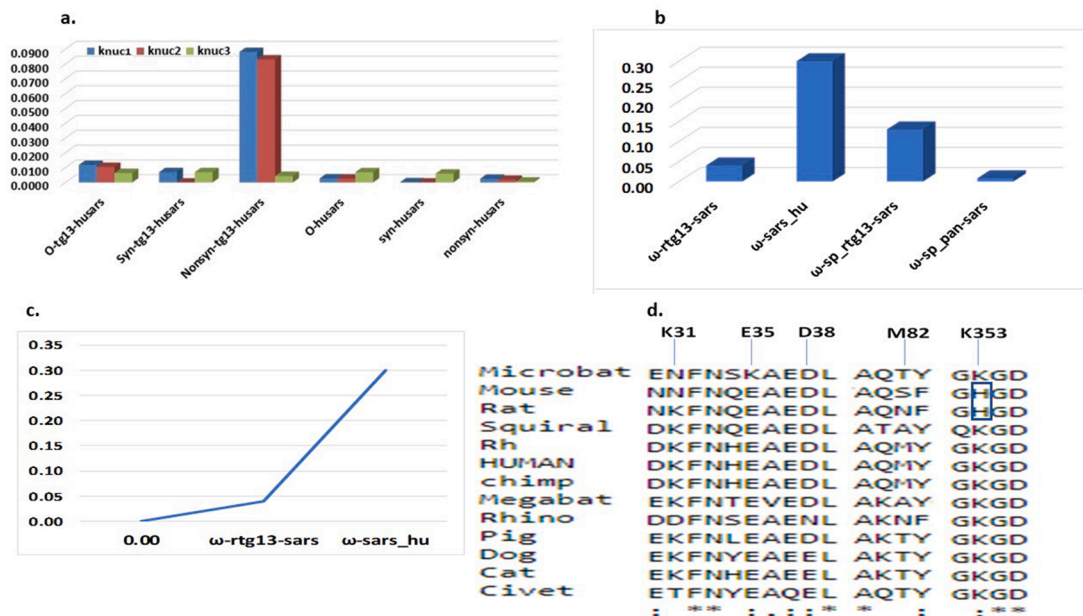 a.
knuc1 knuc2 knuc3
0.0900
0.0800
0.0700
0.0600
0.0500
0.0400
0.0300
0.0200
0.0100
0.0000
O-tg13-husars
Syn-tg13-husars
Nonsyn-tg13-husars
O-husars
syn-husars
nonsyn-husars
b
0.30
0.25
0.20
0.15
0.10
0.05
0.00
ω-rtg13-sars
ω-sars_hu
ω-sp_rtg13-sars
ω-sp_pan-sars
c.
0.35
0.30
0.25
0.20
0.15
0.10
0.05
0.00
0.00 ω-rtg13-sars ω-sars_hu
d.
K31 E35 D38 M82 K353
Microbat ENFNSKAEDL AQTY GKGD
Mouse NNFNQEAEDL AQSF GHGD
Rat NKFNQEAEDL AQNF GHGD
Squiral DKFNQEAEDL ATAY QKGD
Rh DKFNHEAEDL AQMY GKGD
HUMAN DKFNHEAEDL AQMY GKGD
chimp DKFNHEAEDL AQMY GKGD
Megabat EKFNTEVEDL AKAY GKGD
Rhino DDFNSEAENL AKNF GKGD
Pig EKFNLEAEDL AKTY GKGD
Dog EKFNYEAEEL AKTY GKGD
Cat EKFNHEAEEL AKTY GKGD
Civet ETFNYEAQEL AQTY GKGD
: ** :.::* * : :**